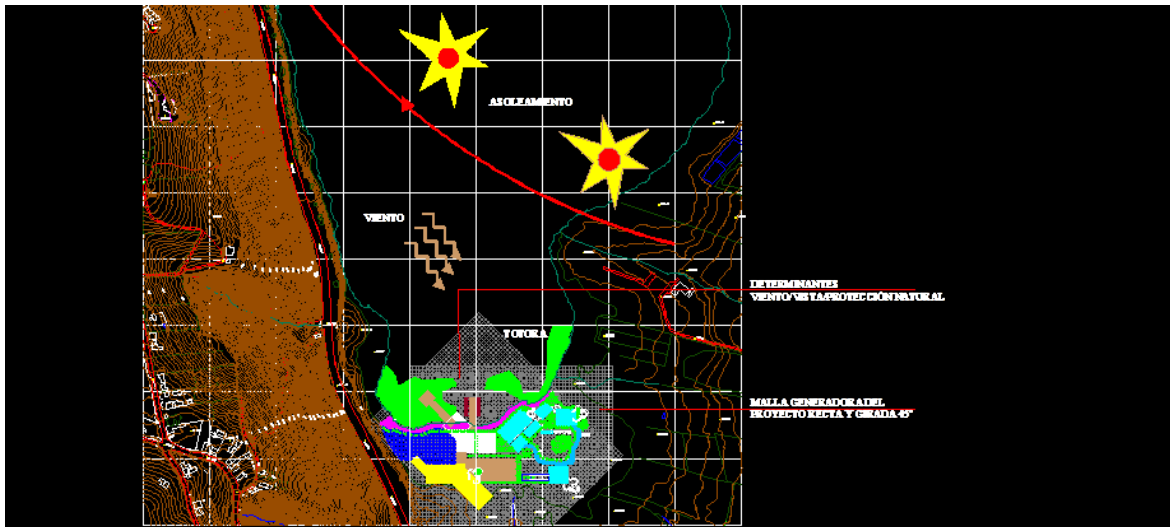 ASOLEAMIENTO
VIENTO
DETERMINANTES
VIENTO/VISTA/PROTECCIÓN NATURAL
TOTORA
MALLA GENERADORA DEL
PROYECTO RECTA Y GIRADA 45°